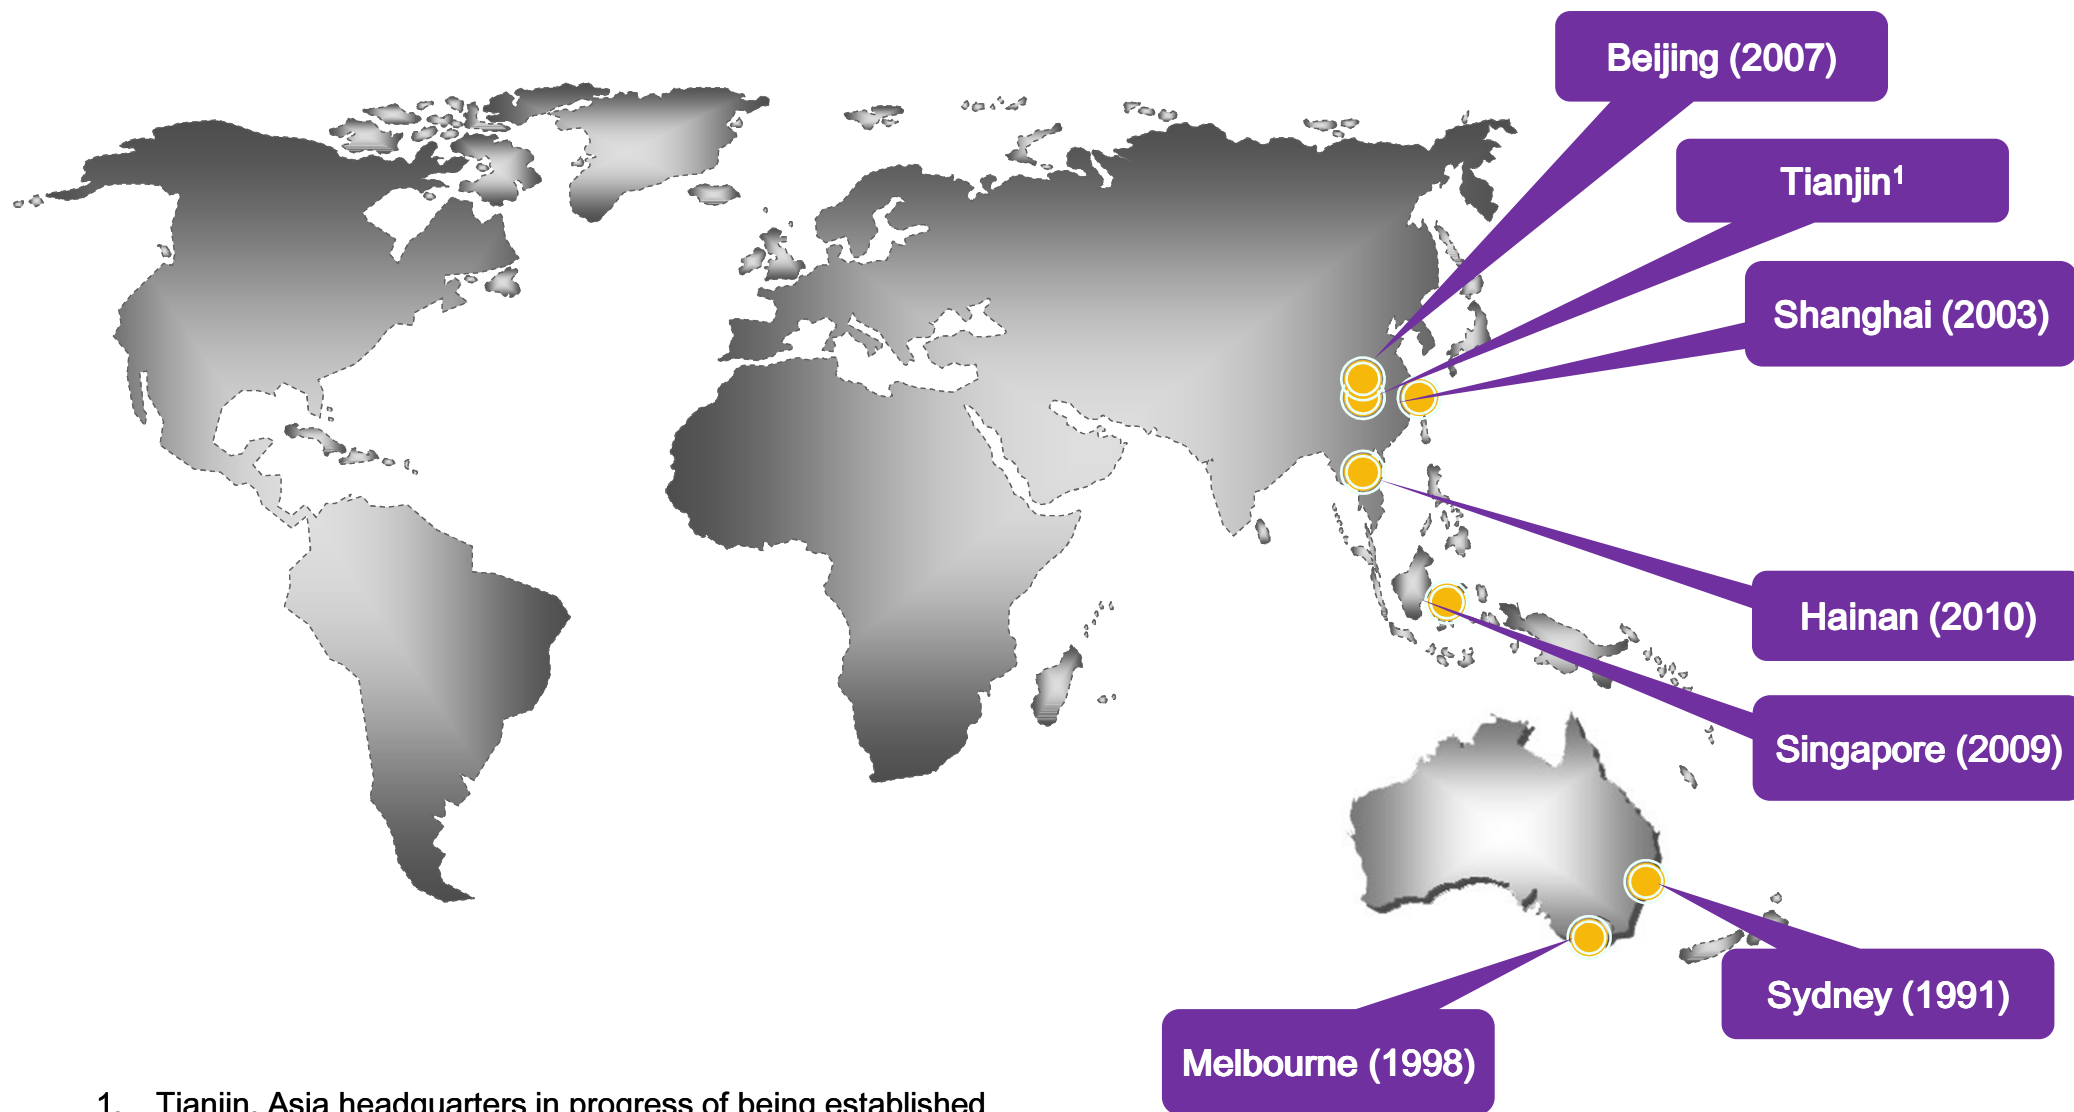 Beijing (2007)
Tianjin¹
Shanghai (2003)
Hainan (2010)
Singapore (2009)
Sydney (1991)
Melbourne (1998)
1. Tianjin, Asia headquarters in progress of being established